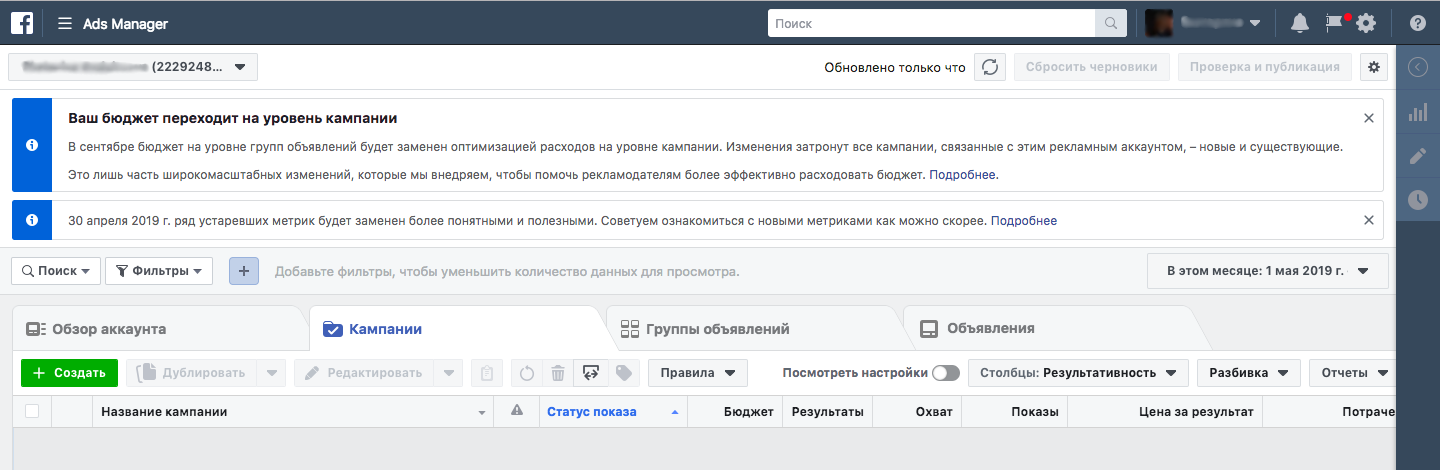 f Ads Manager Поиск
(2229248... Обновлено только что Сбросить черновики Проверка и публикация
Ваш бюджет переходит на уровень кампании
В сентябре бюджет на уровне групп объявлений будет заменен оптимизацией расходов на уровне кампании. Изменения затронут все кампании, связанные с этим рекламным аккаунтом, – новые и существующие.
Это лишь часть широкомасштабных изменений, которые мы внедряем, чтобы помочь рекламодателям более эффективно расходовать бюджет. Подробнее.
30 апреля 2019 г. ряд устаревших метрик будет заменен более понятными и полезными. Советуем ознакомиться с новыми метриками как можно скорее. Подробнее
Поиск Фильтры + Добавьте фильтры, чтобы уменьшить количество данных для просмотра. В этом месяце: 1 мая 2019 г. -
Обзор аккаунта Кампании Группы объявлений Объявления
+ Создать Дублировать Редактировать Правила Посмотреть настройки Столбцы: Результативность Разбивка Отчеты
Название кампании Статус показа Бюджет Результаты Охват Показы Цена за результат Потраче